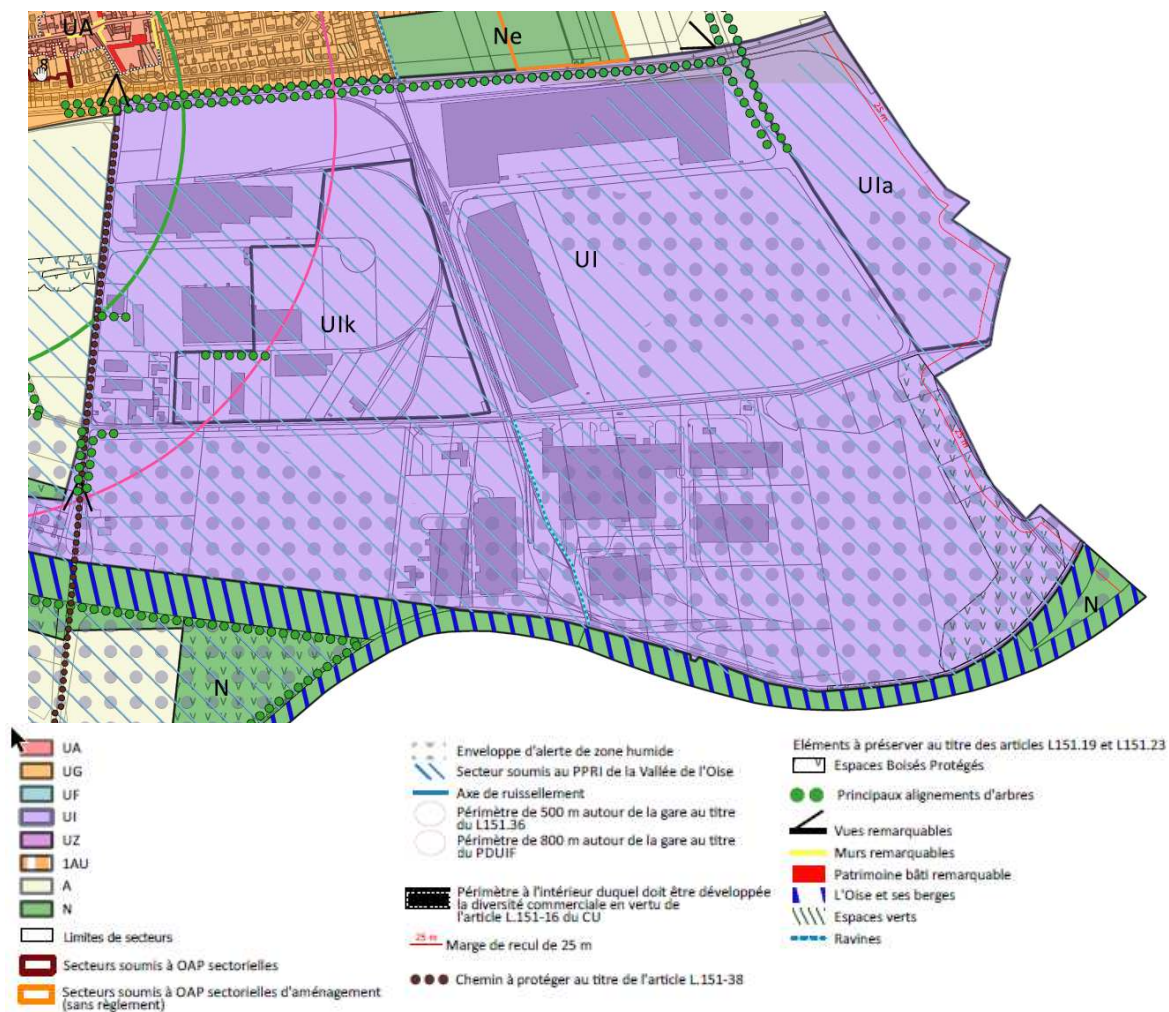 UA
8
Ne
25 m
UIa
UI
UIk
25 m
N
N
UA
UG
UF
UI
UZ
1AU
A
N
Limites de secteurs
Secteurs soumis à OAP sectorielles
Secteurs soumis à OAP sectorielles d'aménagement
(sans règlement)
Enveloppe d'alerte de zone humide
Secteur soumis au PPRI de la Vallée de l'Oise
Axe de ruissellement
Périmètre de 500 m autour de la gare au titre
du L151.36
Périmètre de 800 m autour de la gare au titre
du PDUIF
Périmètre à l'intérieur duquel doit être développée
la diversité commerciale en vertu de
l'article L.151-16 du CU
25 m
Marge de recul de 25 m
Chemin à protéger au titre de l'article L.151-38
Eléments à préserver au titre des articles L151.19 et L151.23
Espaces Boisés Protégés
Principaux alignements d'arbres
Vues remarquables
Murs remarquables
Patrimoine bâti remarquable
L'Oise et ses berges
Espaces verts
Ravines